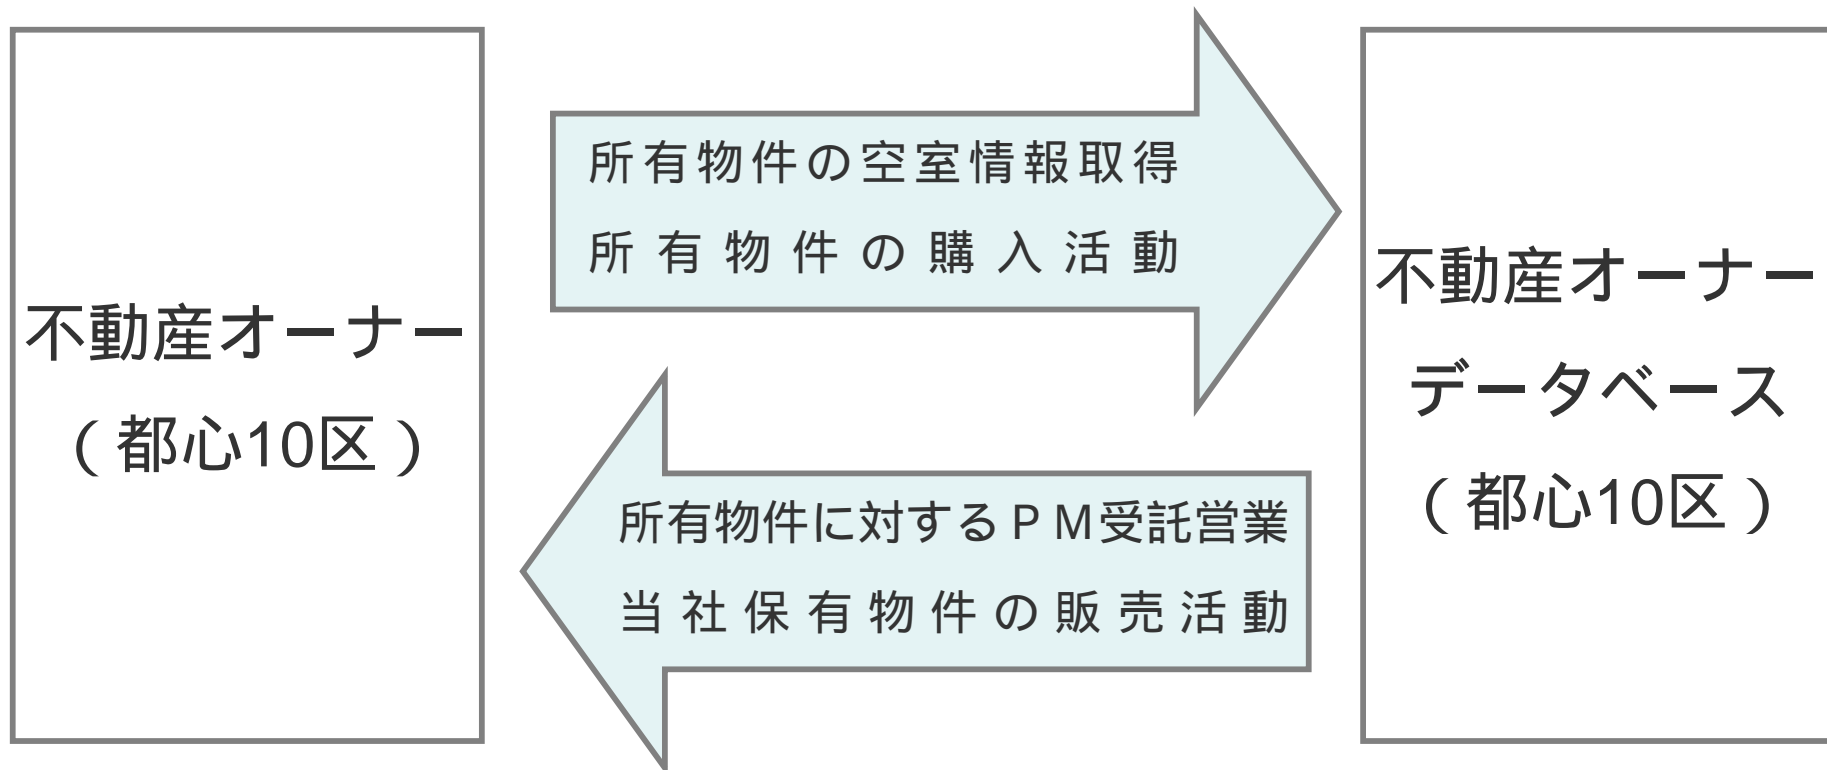 不動産オーナー
（都心10区）
所有物件の空室情報取得
所有物件の購入活動
所有物件に対するＰＭ受託営業
当社保有物件の販売活動
不動産オーナー
データベース
（都心10区）